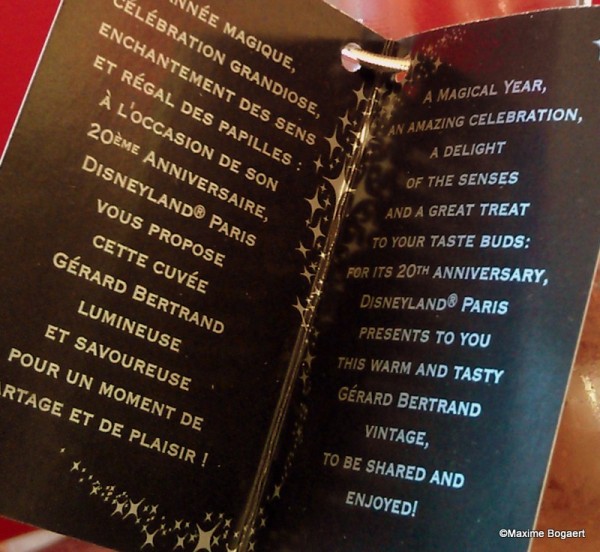 ANNÉE MAGIQUE,
CÉLÉBRATION GRANDIOSE,
ENCHANTEMENT DES SENS
ET RÉGAL DES PAPILLES :
À L'OCCASION DE SON
20ÈME ANNIVERSAIRE,
DISNEYLAND® PARIS
VOUS PROPOSE
CETTE CUVÉE
GÉRARD BERTRAND
LUMINEUSE
ET SAVOUREUSE
POUR UN MOMENT DE
ARTAGE ET DE PLAISIR !
A MAGICAL YEAR,
AN AMAZING CELEBRATION,
A DELIGHT
OF THE SENSES
AND A GREAT TREAT
TO YOUR TASTE BUDS:
FOR ITS 20TH ANNIVERSARY,
DISNEYLAND® PARIS
PRESENTS TO YOU
THIS WARM AND TASTY
GÉRARD BERTRAND
VINTAGE,
TO BE SHARED AND
ENJOYED!
©Maxime Bogaert